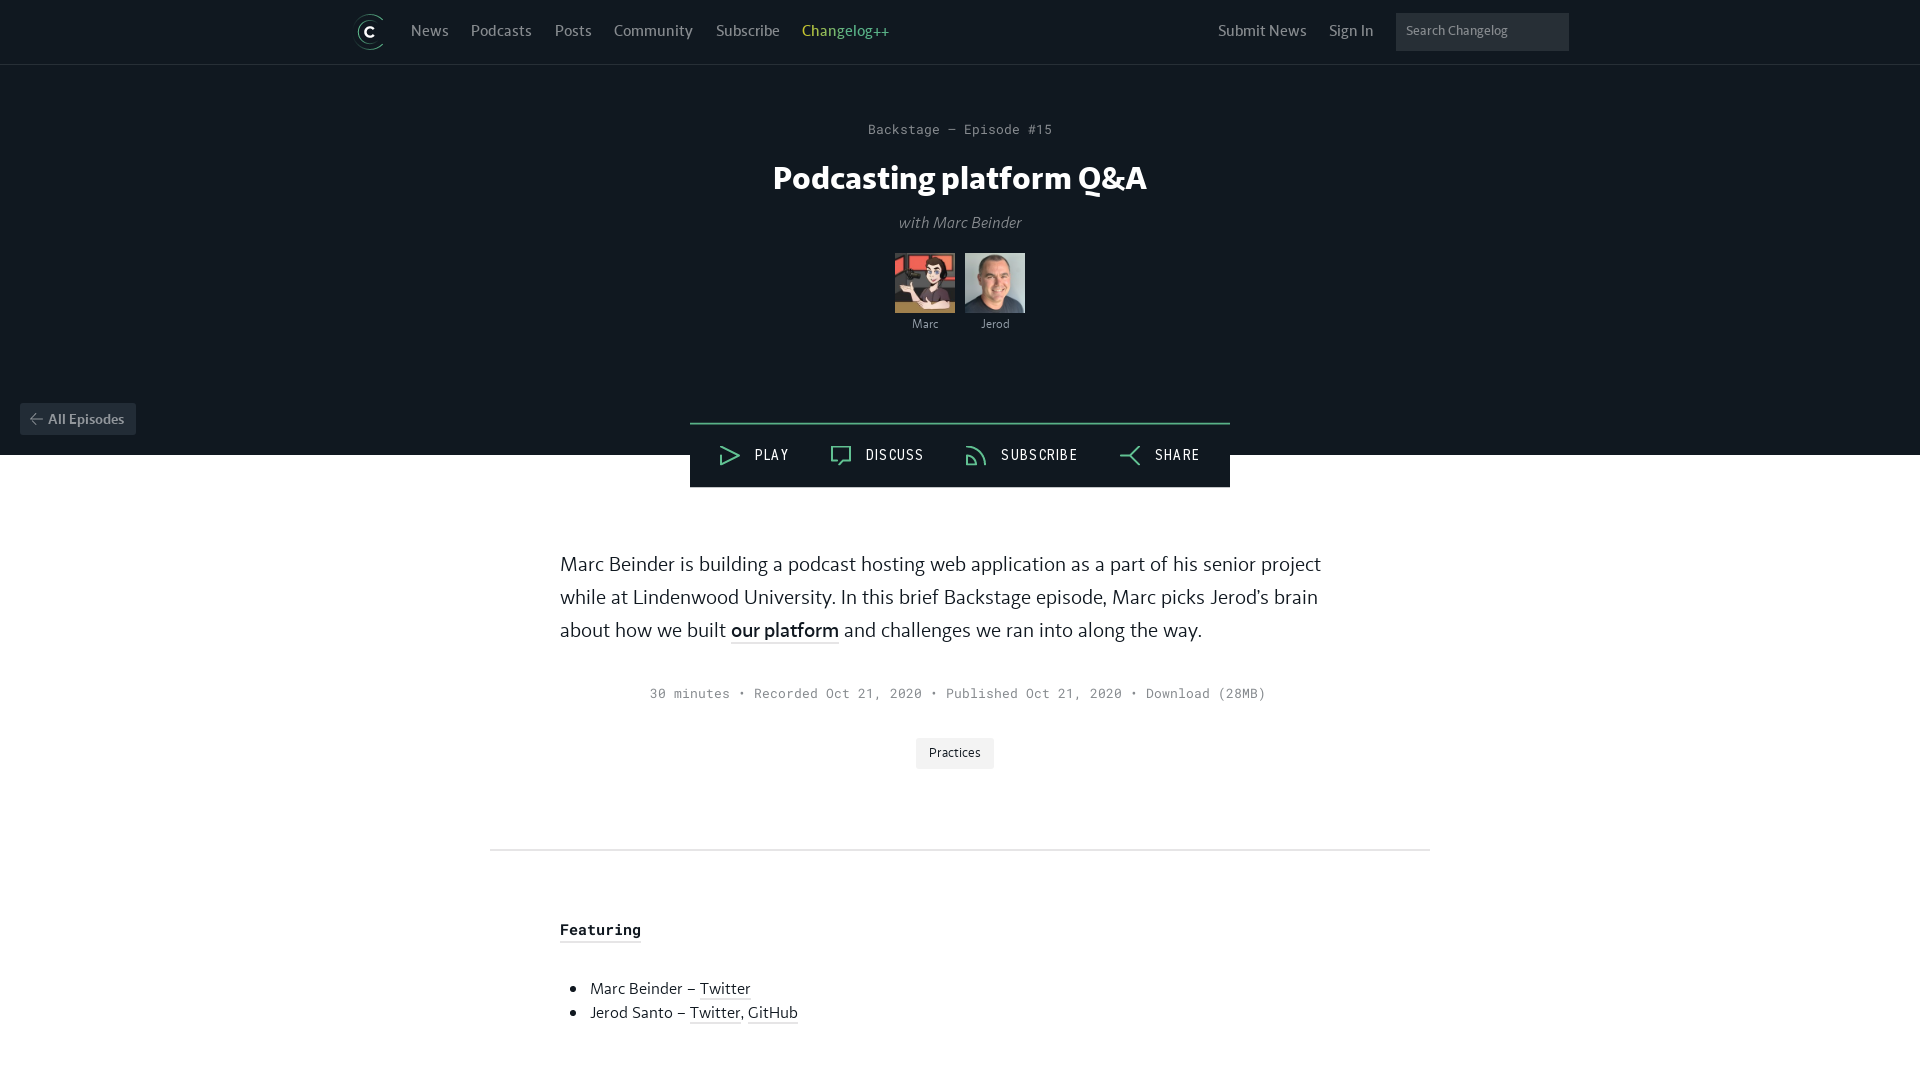 C News Podcasts Posts Community Subscribe Changelog++ Submit News Sign In Search Changelog
Backstage – Episode #15
Podcasting platform Q&A
with Marc Beinder
Marc Jerod
All Episodes
PLAY DISCUSS SUBSCRIBE SHARE
Marc Beinder is building a podcast hosting web application as a part of his senior project
while at Lindenwood University. In this brief Backstage episode, Marc picks Jerod’s brain
about how we built our platform and challenges we ran into along the way.
30 minutes • Recorded Oct 21, 2020 • Published Oct 21, 2020 • Download (28MB)
Practices
Featuring
• Marc Beinder – Twitter
• Jerod Santo – Twitter, GitHub